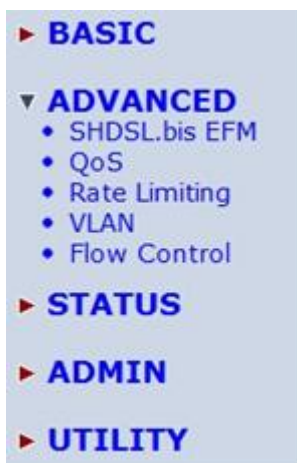 BASIC
ADVANCED
SHDSL.bis EFM
QoS
Rate Limiting
VLAN
Flow Control
STATUS
ADMIN
UTILITY